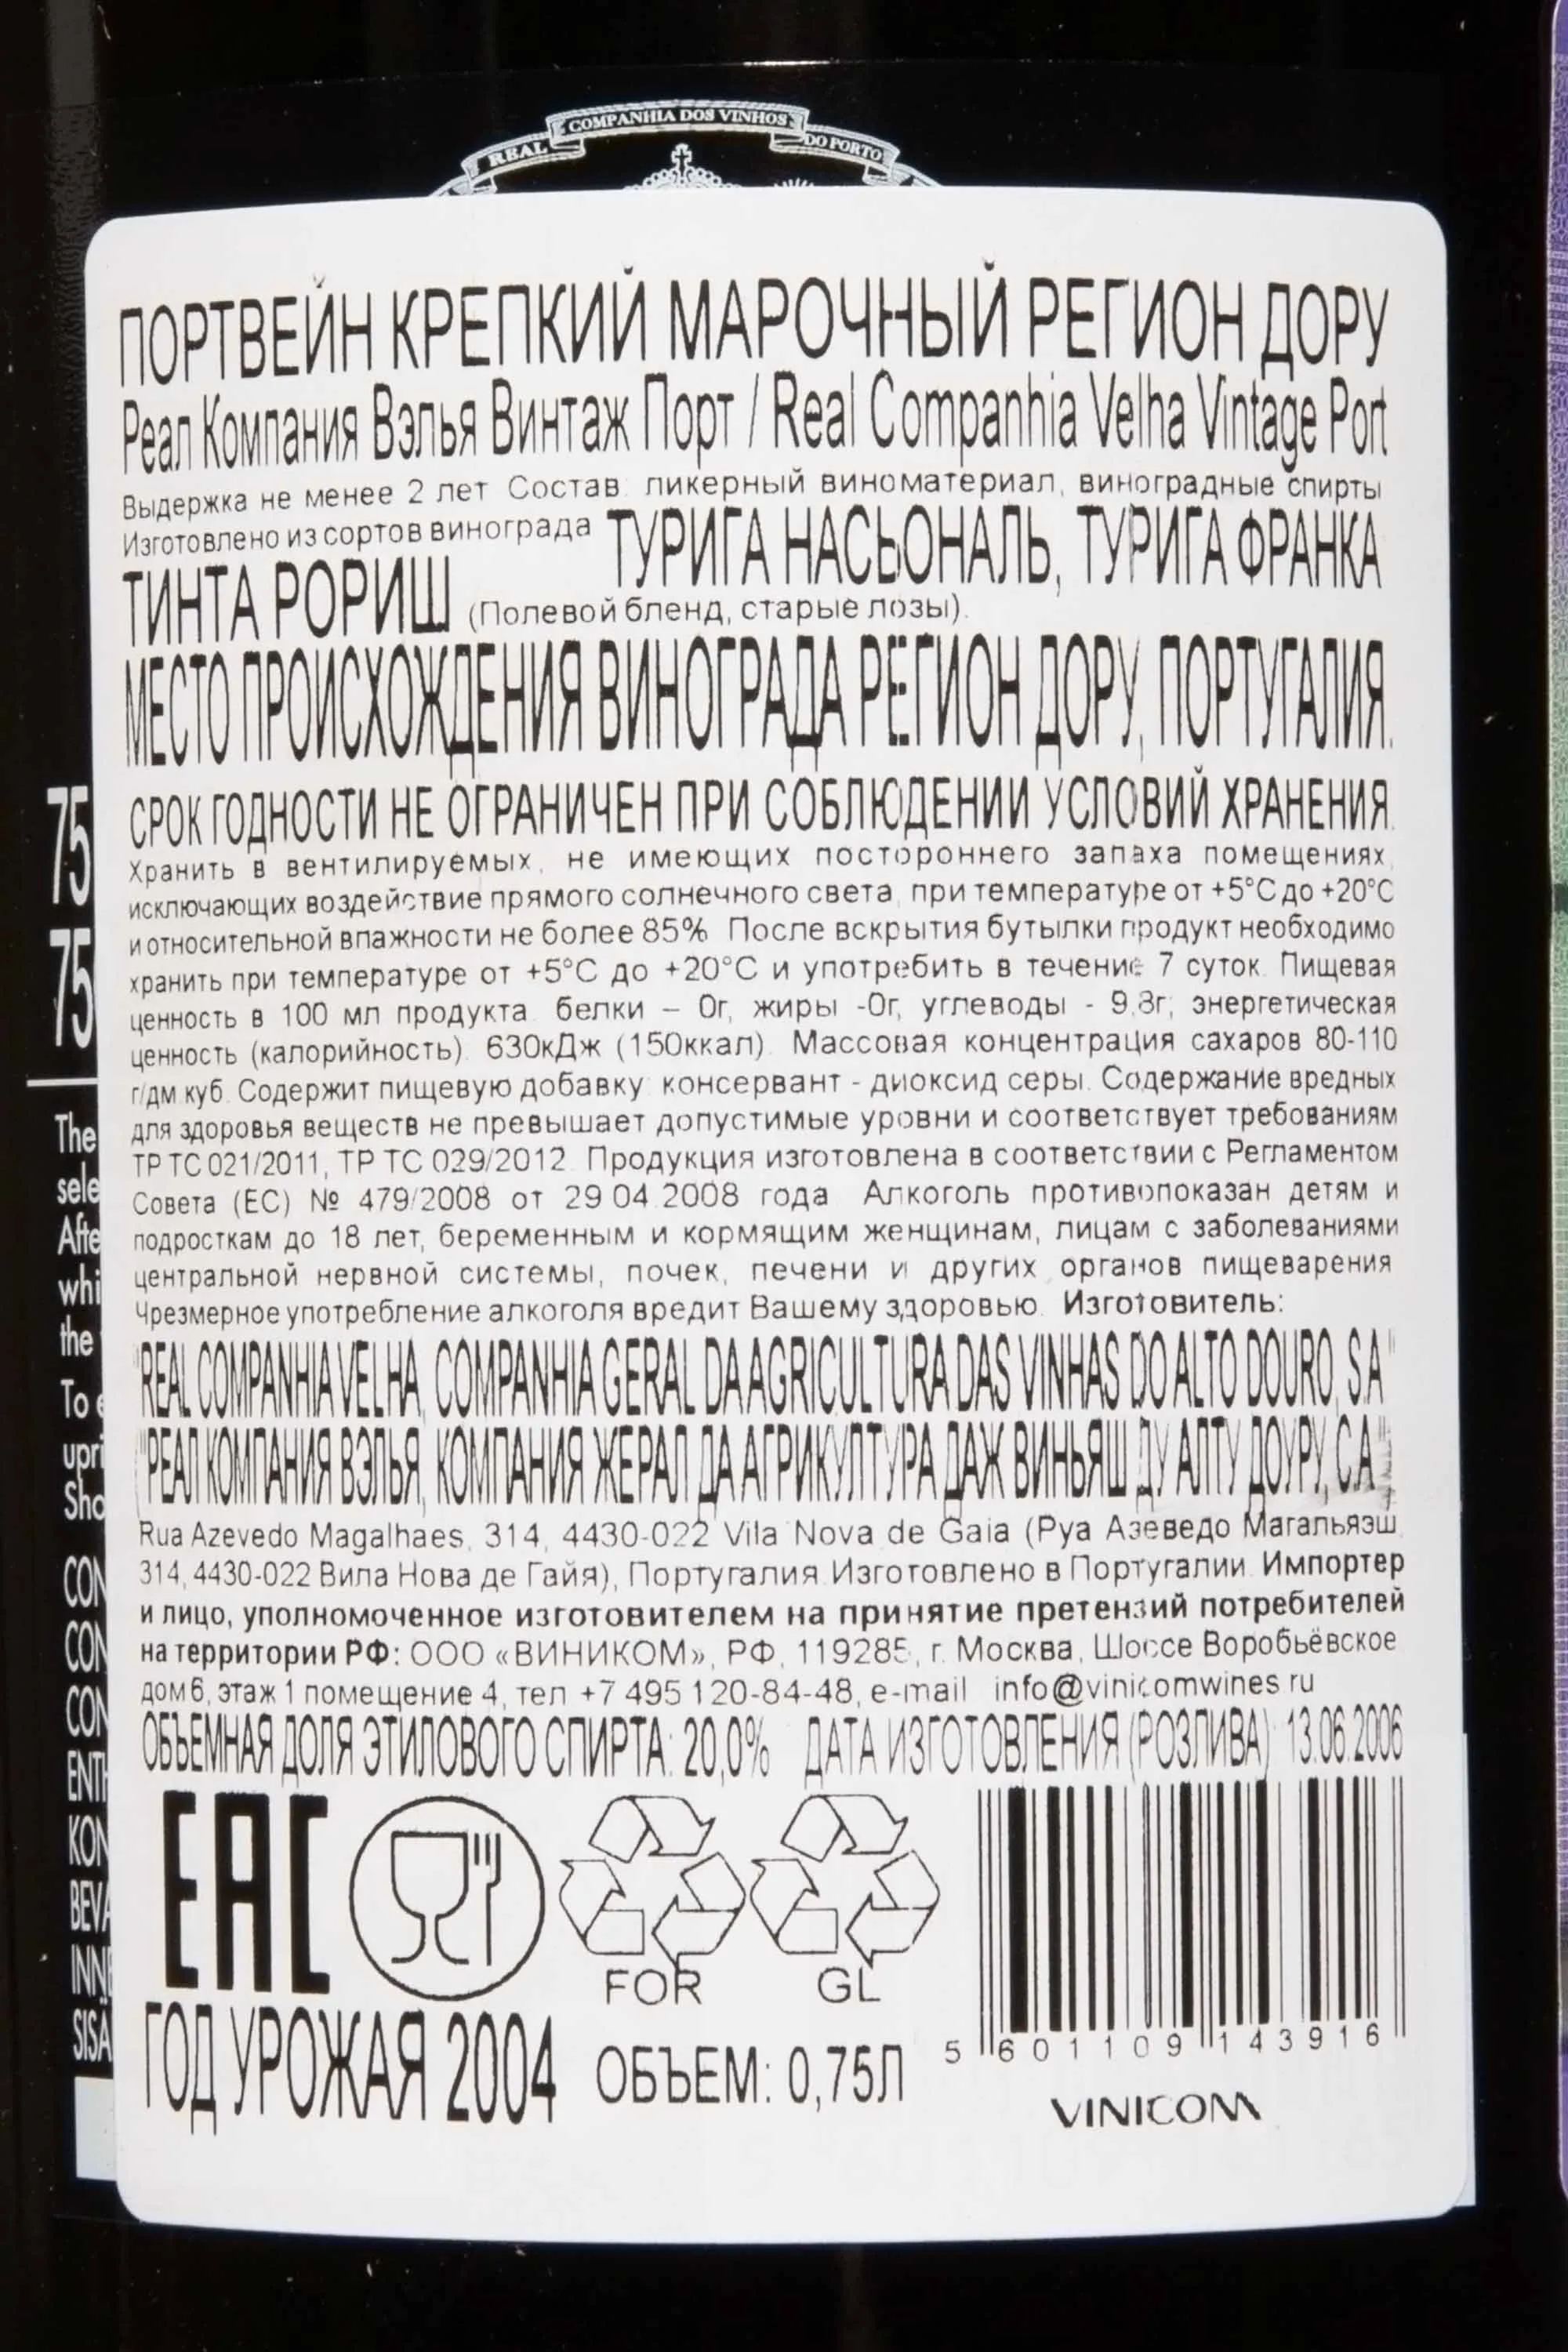 REAL COMPANHIA DOS VINHOS DO PORTO
ПОРТВЕЙН КРЕПКИЙ МАРОЧНЫЙ РЕГИОН ДОРУ
Реал Компания Вэлья Винтаж Порт / Real Companhia Velha Vintage Port
Выдержка не менее 2 лет Состав: ликерный виноматериал, виноградные спирты
Изготовлено из сортов винограда ТУРИГА НАСЬОНАЛЬ, ТУРИГА ФРАНКА
ТИНТА РОРИШ (Полевой бленд, старые лозы).
МЕСТО ПРОИСХОЖДЕНИЯ ВИНОГРАДА РЕГИОН ДОРУ, ПОРТУГАЛИЯ.
СРОК ГОДНОСТИ НЕ ОГРАНИЧЕН ПРИ СОБЛЮДЕНИИ УСЛОВИЙ ХРАНЕНИЯ.
Хранить в вентилируемых, не имеющих постороннего запаха помещениях,
исключающих воздействие прямого солнечного света, при температуре от +5°C до +20°C
и относительной влажности не более 85% После вскрытия бутылки продукт необходимо
хранить при температуре от +5°C до +20°C и употребить в течение 7 суток. Пищевая
ценность в 100 мл продукта: белки – 0г, жиры -0г, углеводы - 9,8г; энергетическая
ценность (калорийность): 630кДж (150ккал). Массовая концентрация сахаров 80-110
г/дм.куб. Содержит пищевую добавку: консервант - диоксид серы. Содержание вредных
для здоровья веществ не превышает допустимые уровни и соответствует требованиям
ТР ТС 021/2011, ТР ТС 029/2012. Продукция изготовлена в соответствии с Регламентом
Совета (ЕС) № 479/2008 от 29.04.2008 года. Алкоголь противопоказан детям и
подросткам до 18 лет, беременным и кормящим женщинам, лицам с заболеваниями
центральной нервной системы, почек, печени и других органов пищеварения
Чрезмерное употребление алкоголя вредит Вашему здоровью. Изготовитель:
"REAL COMPANHIA VELHA, COMPANHIA GERAL DA AGRICULTURA DAS VINHAS DO ALTO DOURO, S.A"
("РЕАЛ КОМПАНИЯ ВЭЛЬЯ, КОМПАНИЯ ЖЕРАЛ ДА АГРИКУЛТУРА ДАЖ ВИНЬЯШ ДУ АЛТУ ДОУРУ, С.А."),
Rua Azevedo Magalhaes, 314, 4430-022 Vila Nova de Gaia (Руа Азеведо Магальяэш,
314, 4430-022 Вила Нова де Гайя), Португалия. Изготовлено в Португалии. Импортер
и лицо, уполномоченное изготовителем на принятие претензий потребителей
на территории РФ: ООО «ВИНИКОМ», РФ, 119285, г. Москва, Шоссе Воробьёвское
дом 6, этаж 1 помещение 4, тел +7 495 120-84-48, e-mail info@vinicomwines.ru
ОБЪЕМНАЯ ДОЛЯ ЭТИЛОВОГО СПИРТА: 20,0% ДАТА ИЗГОТОВЛЕНИЯ (РОЗЛИВА): 13.06.2006
EAC
FOR GL
ГОД УРОЖАЯ 2004 ОБЪЕМ: 0,75Л
5 601109 143916
VINICOM
75
75
The
To